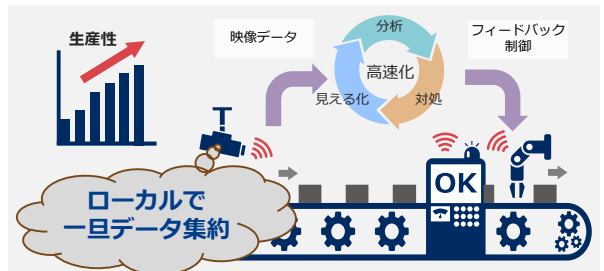 生産性
映像データ
分析
高速化
見える化
対処
フィードバック
制御
OK
ローカルで
一旦データ集約